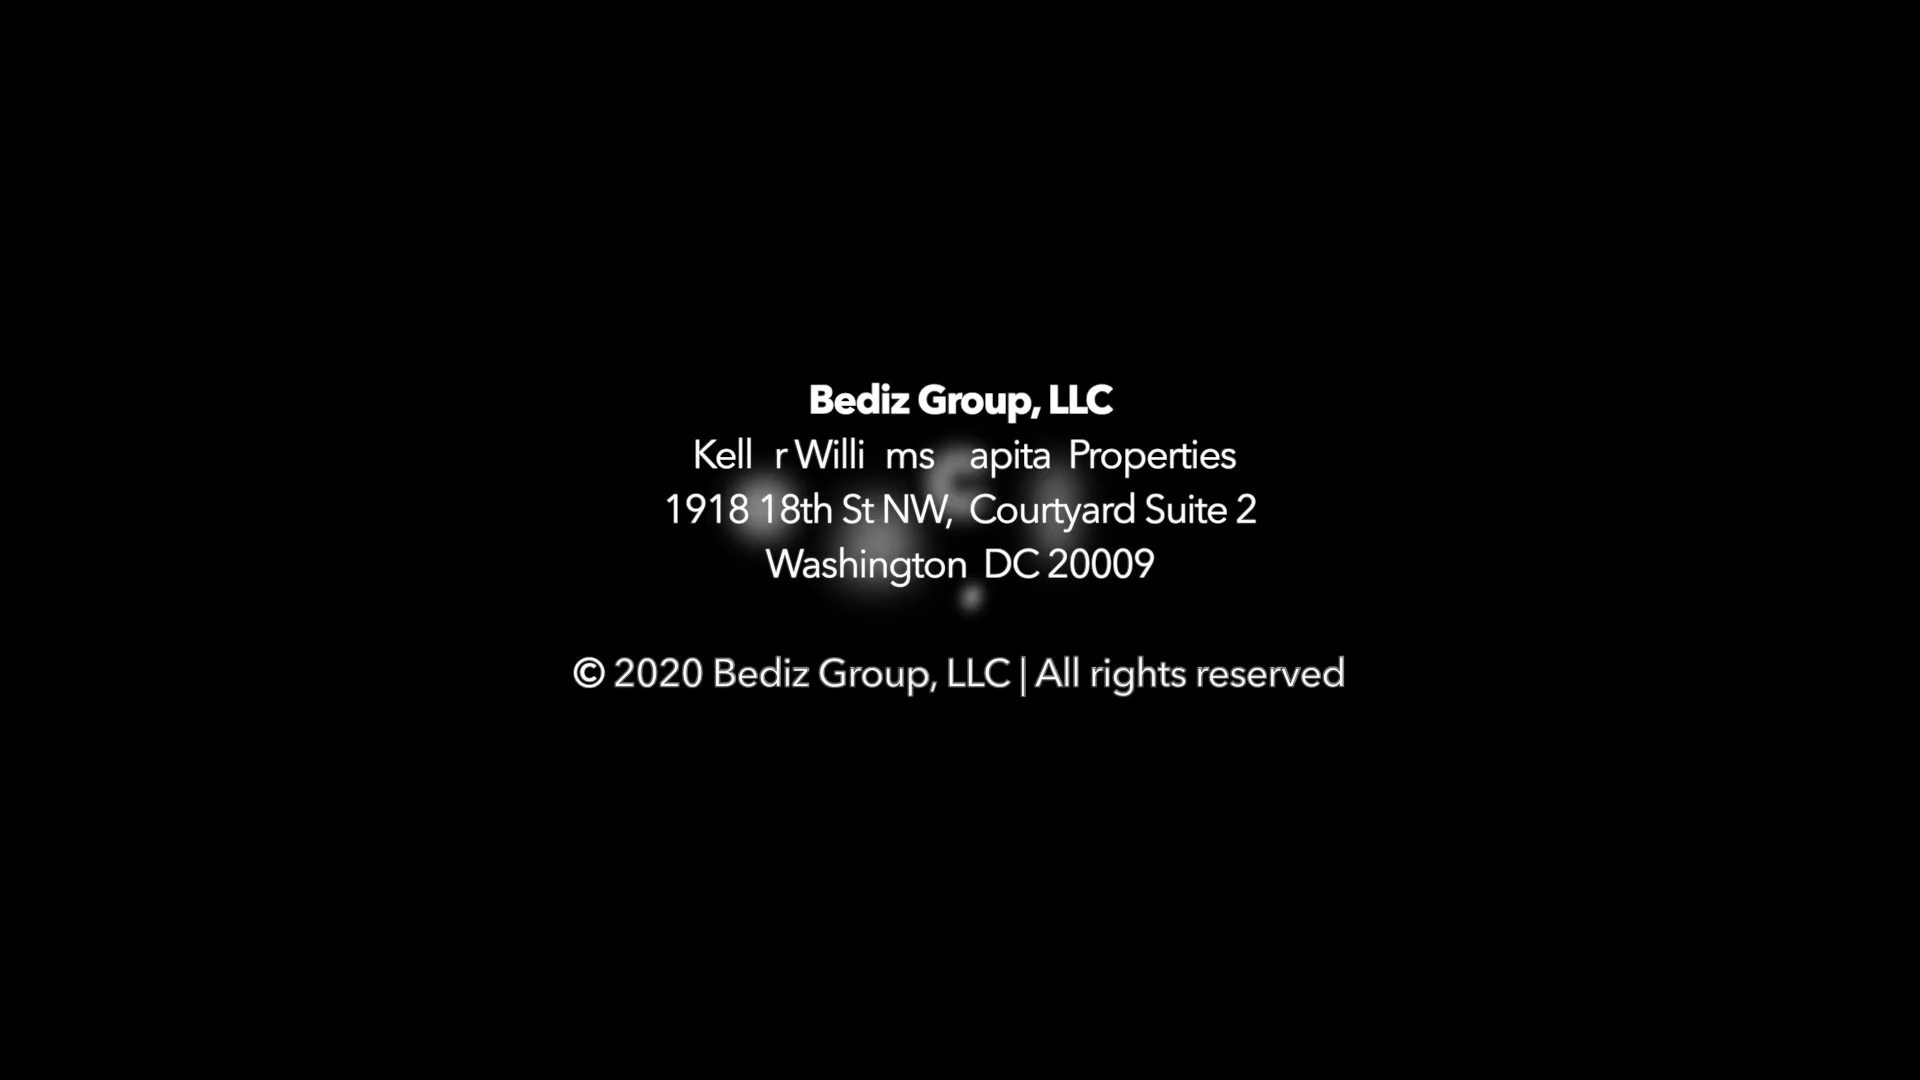 Bediz Group, LLC
Kell r Willi ms apita Properties
1918 18th St NW, Courtyard Suite 2
Washington DC 20009
© 2020 Bediz Group, LLC | All rights reserved